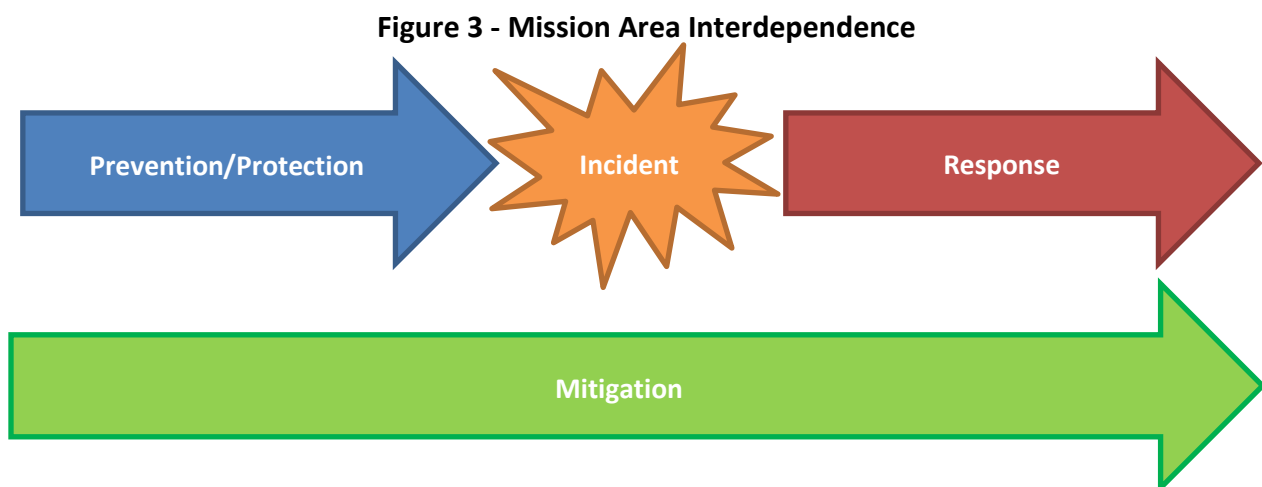 Figure 3 - Mission Area Interdependence
Prevention/Protection
Incident
Response
Mitigation